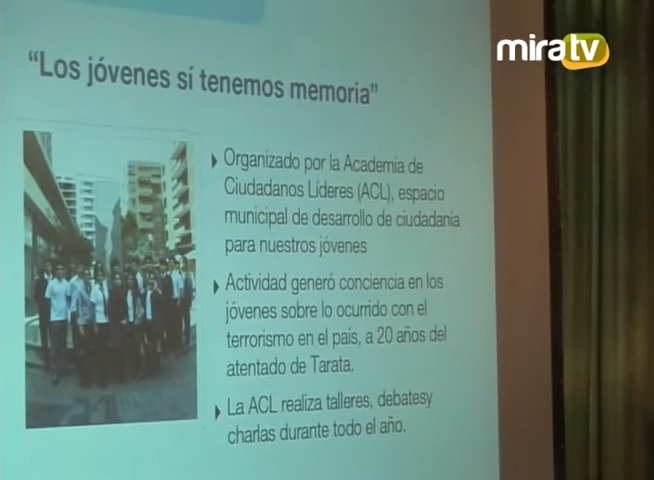 miratv
“Los jóvenes sí tenemos memoria”
Organizado por la Academia de
Ciudadanos Líderes (ACL), espacio
municipal de desarrollo de ciudadanía
para nuestros jóvenes
Actividad generó conciencia en los
jóvenes sobre lo ocurrido con el
terrorismo en el país, a 20 años del
atentado de Tarata.
La ACL realiza talleres, debatesy
charlas durante todo el año.